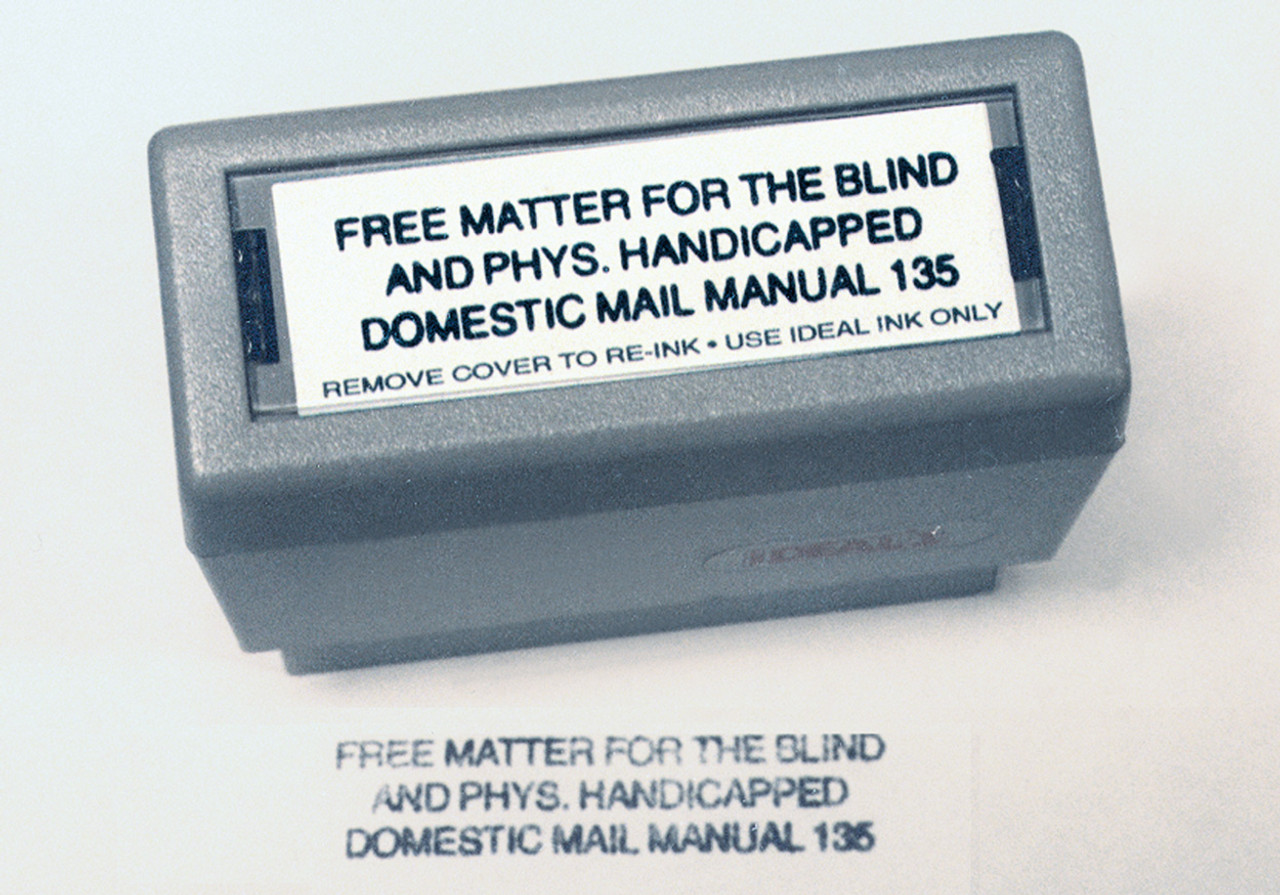 FREE MATTER FOR THE BLIND
AND PHYS. HANDICAPPED
DOMESTIC MAIL MANUAL 135
REMOVE COVER TO RE-INK • USE IDEAL INK ONLY
FREE MATTER FOR THE BLIND
AND PHYS. HANDICAPPED
DOMESTIC MAIL MANUAL 135